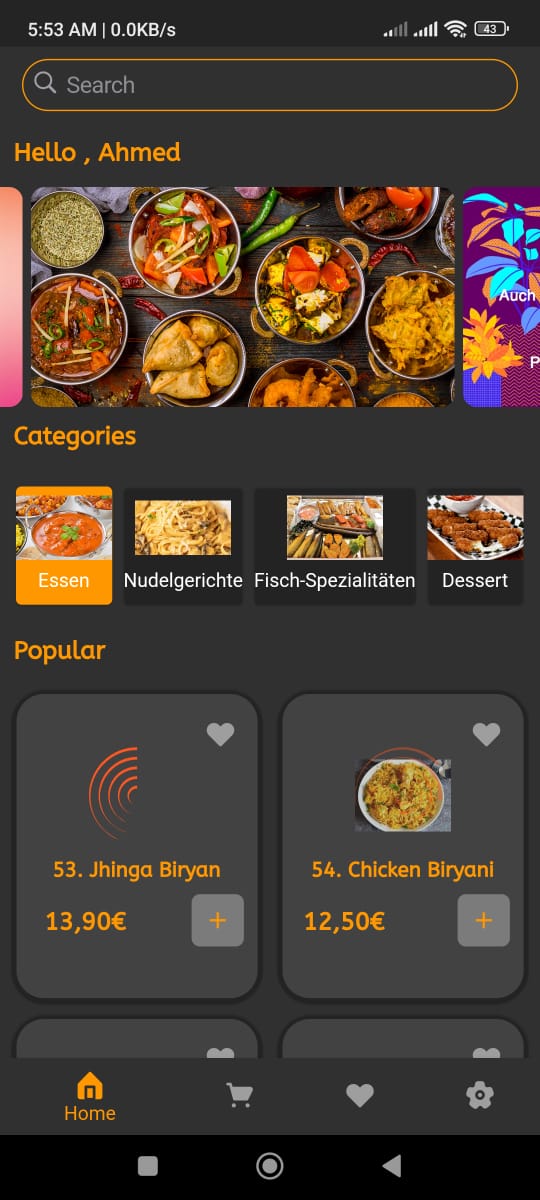 5:53 AM | 0.0KB/s
43
Search
Hello , Ahmed
Auch
P
Categories
Essen
Nudelgerichte
Fisch-Spezialitäten
Dessert
Popular
53. Jhinga Biryan
54. Chicken Biryani
13,90€
+
12,50€
+
Home